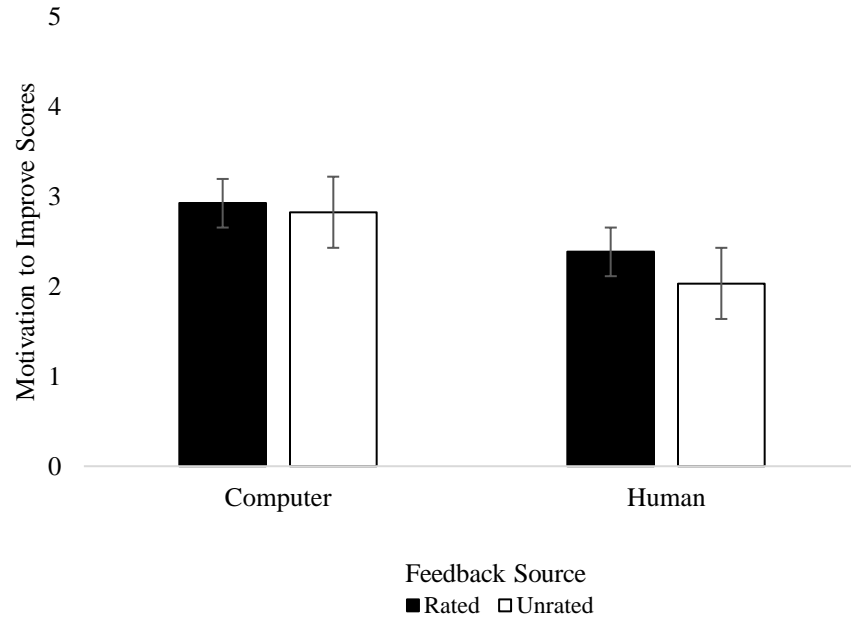 5
4
3
2
1
0
Motivation to Improve Scores
Computer
Human
Feedback Source
Rated
Unrated